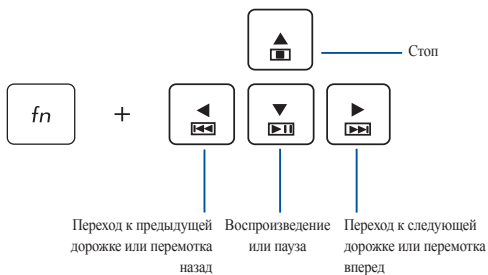 Стоп
fn +
Переход к предыдущей
дорожке или перемотка
назад
Воспроизведение
или пауза
Переход к следующей
дорожке или перемотка
вперед